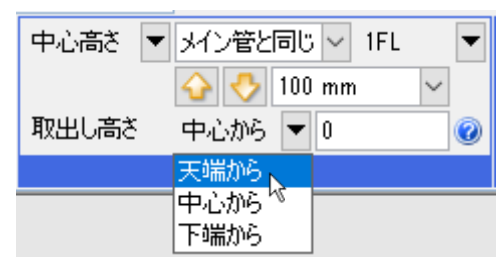 中心高さ メイン管と同じ 1FL
100 mm
取出し高さ 中心から 0
天端から
中心から
下端から